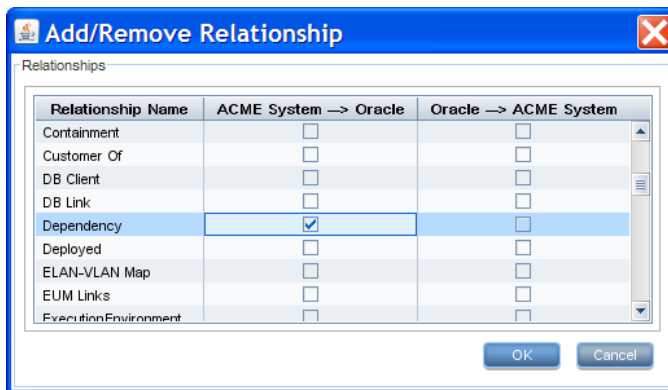 Add/Remove Relationship
Relationships
Relationship Name ACME System —> Oracle Oracle —> ACME System
Containment
Customer Of
DB Client
DB Link
Dependency
Deployed
ELAN-VLAN Map
EUM Links
ExecutionEnvironment
OK Cancel